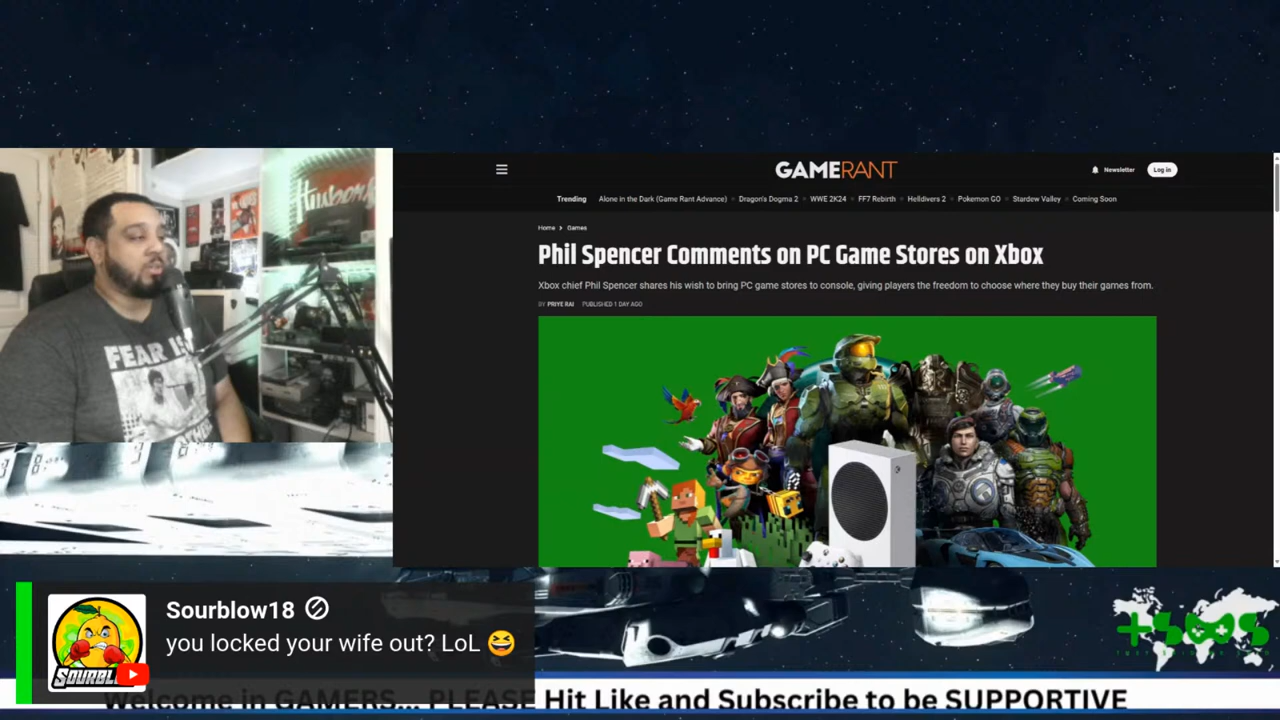 GAMERANT
Newsletter
Log in
Trending
Alone in the Dark (Game Rant Advance)
Dragon's Dogma 2
WWE 2K24
FF7 Rebirth
Helldivers 2
Pokemon GO
Stardew Valley
Coming Soon
Home > Games
Phil Spencer Comments on PC Game Stores on Xbox
Xbox chief Phil Spencer shares his wish to bring PC game stores to console, giving players the freedom to choose where they buy their games from.
BY PRIYE RAI PUBLISHED 1 DAY AGO
FEAR IS
Sourblow18
you locked your wife out? LoL 😆
Welcome in GAMERS... PLEASE Hit Like and Subscribe to be SUPPORTIVE